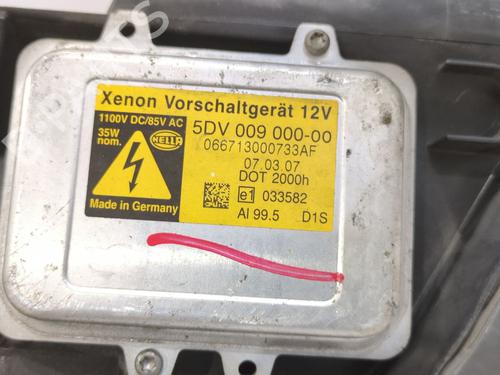 Xenon Vorschaltgerät 12V
1100V DC/85V AC
35W
nom.
HELLA
5DV 009 000-00
066713000733AF
07.03.07
DOT 2000h
e1 033582
Made in Germany
Al 99.5 D1S